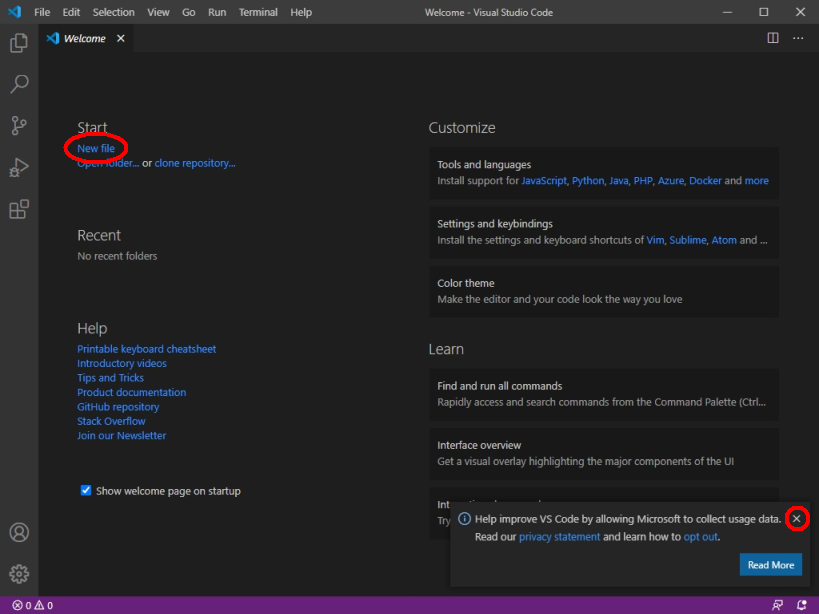 File Edit Selection View Go Run Terminal Help
Welcome - Visual Studio Code
Welcome
Start
New file
Open folder... or clone repository...
Recent
No recent folders
Help
Printable keyboard cheatsheet
Introductory videos
Tips and Tricks
Product documentation
GitHub repository
Stack Overflow
Join our Newsletter
Show welcome page on startup
Customize
Tools and languages
Install support for JavaScript, Python, Java, PHP, Azure, Docker and more
Settings and keybindings
Install the settings and keyboard shortcuts of Vim, Sublime, Atom and ...
Color theme
Make the editor and your code look the way you love
Learn
Find and run all commands
Rapidly access and search commands from the Command Palette (Ctrl...
Interface overview
Get a visual overlay highlighting the major components of the UI
Help improve VS Code by allowing Microsoft to collect usage data.
Read our privacy statement and learn how to opt out.
Read More
0 0